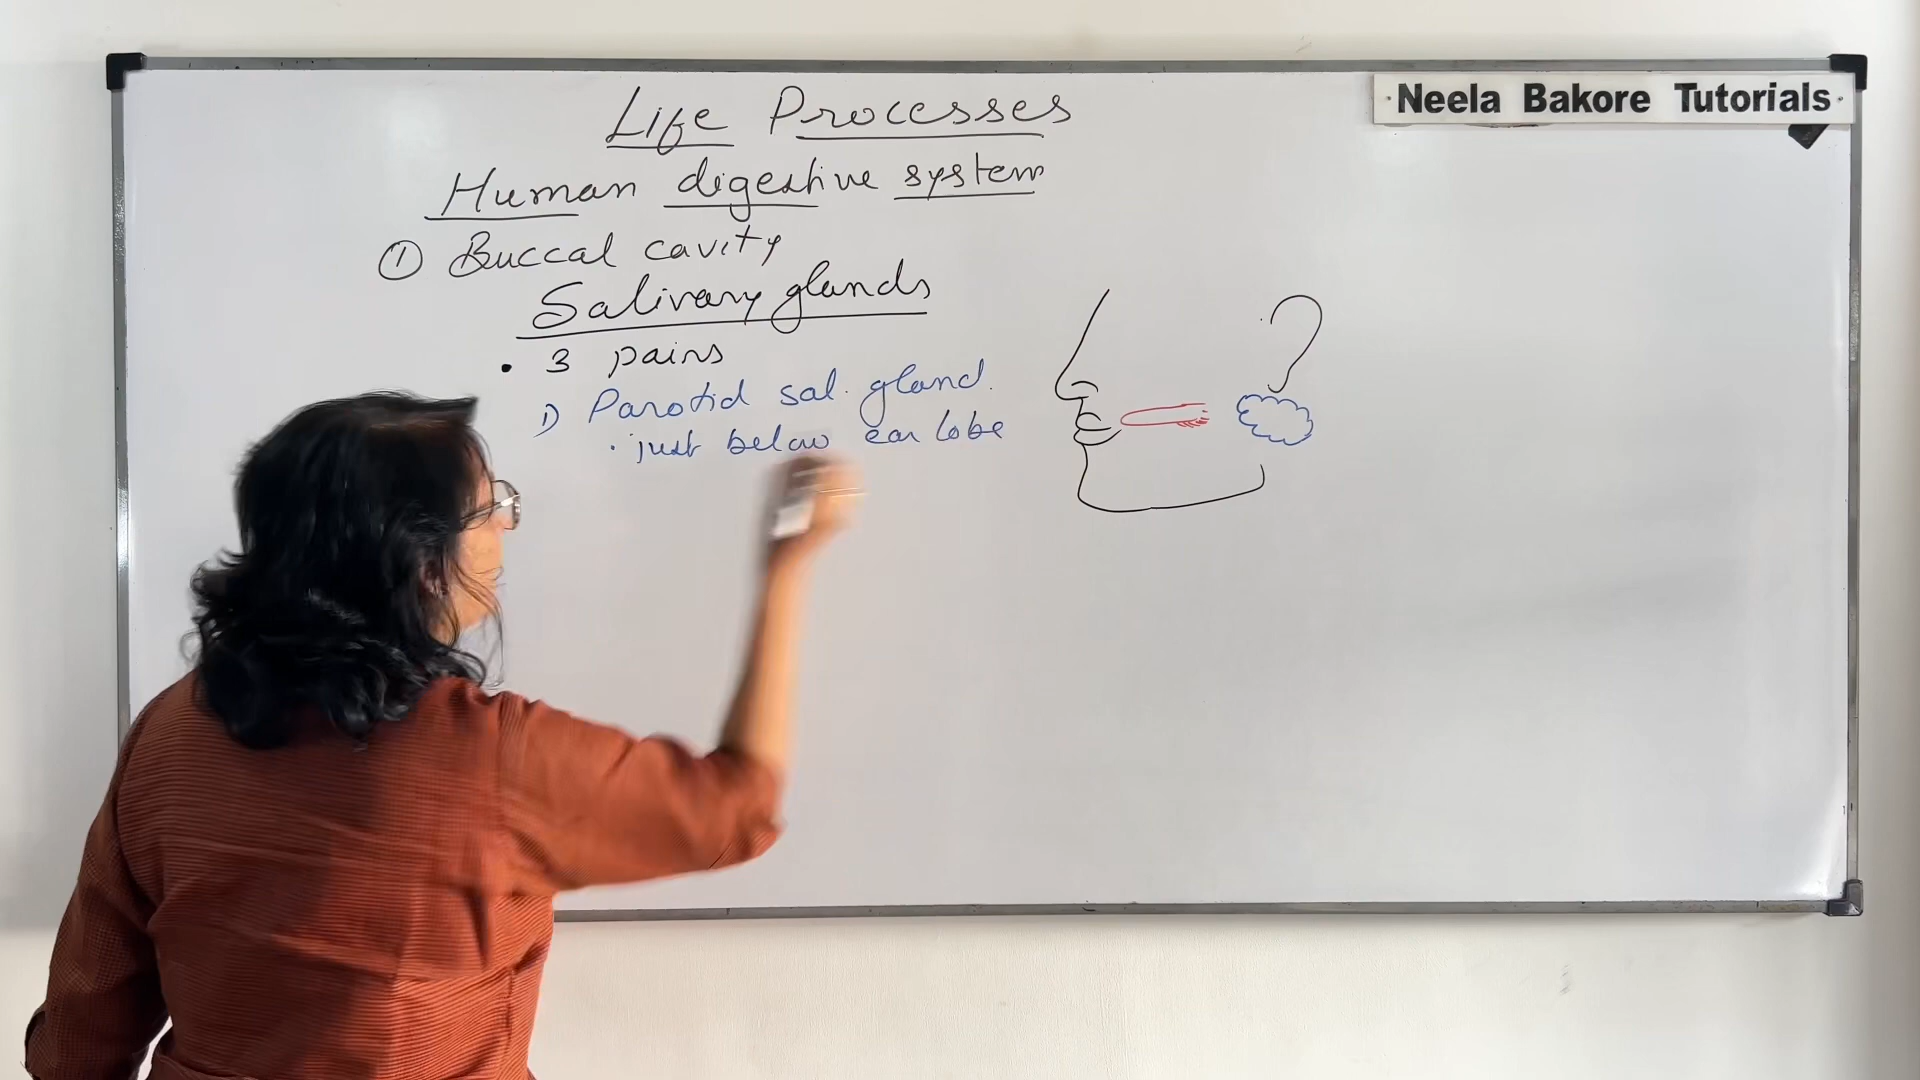 Neela Bakore Tutorials
Life Processes
Human digestive system
① Buccal cavity
Salivary glands
• 3 pairs
1) Parotid sal. gland.
• just below ear lobe